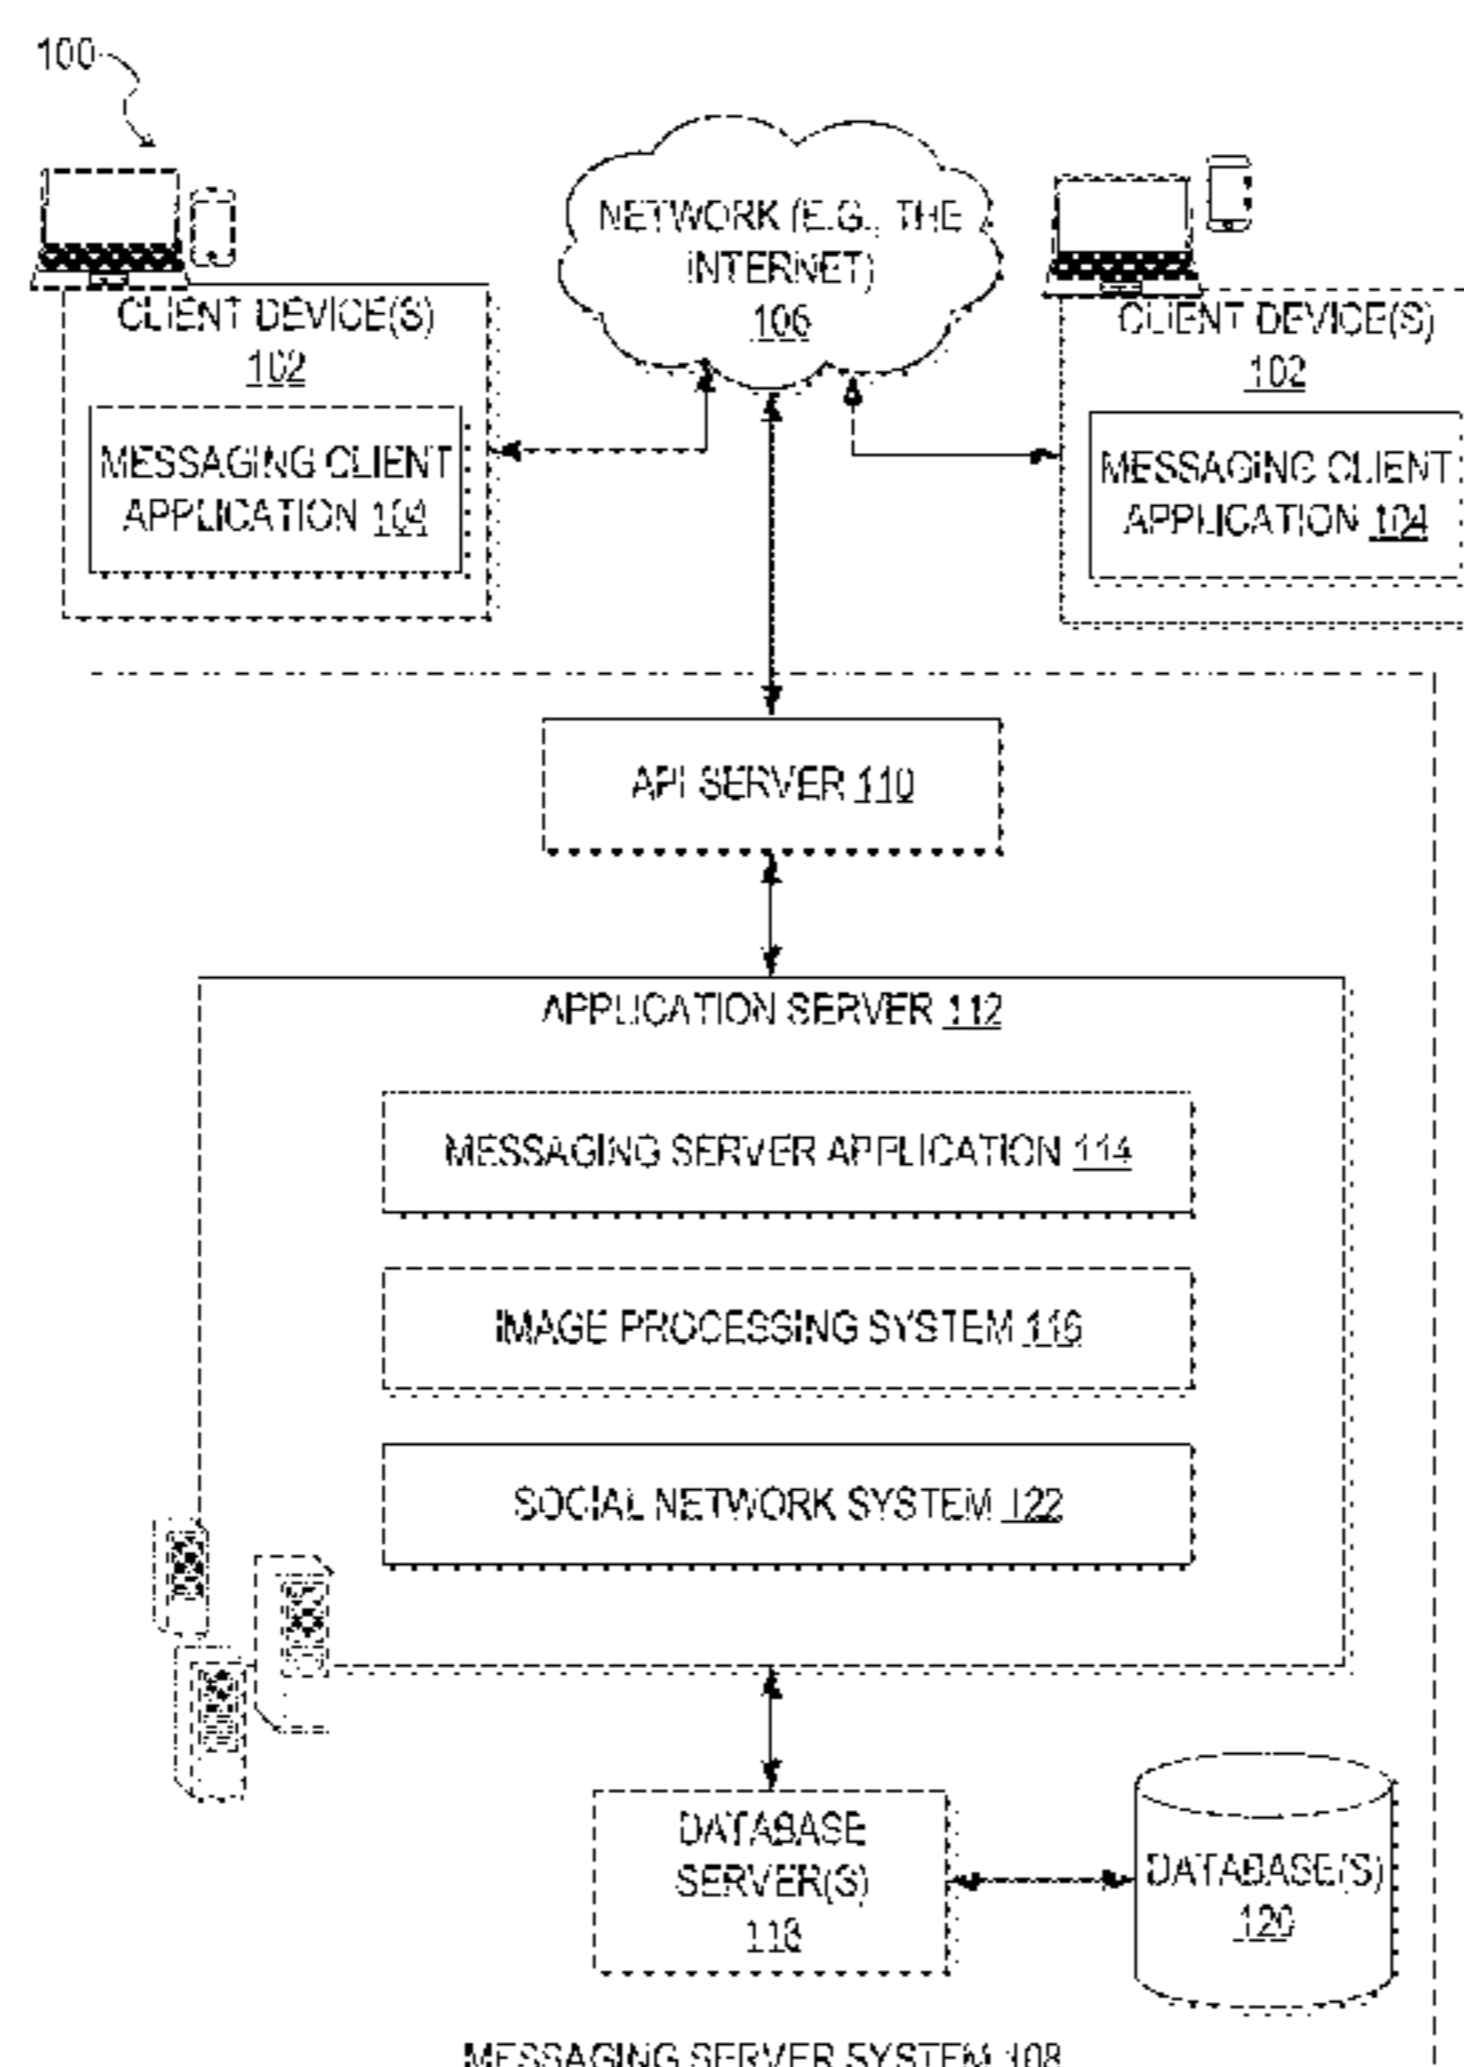 100
NETWORK (E.G., THE
INTERNET)
106
CLIENT DEVICE(S)
102
MESSAGING CLIENT
APPLICATION 104
CLIENT DEVICE(S)
102
MESSAGING CLIENT
APPLICATION 104
API SERVER 110
APPLICATION SERVER 112
MESSAGING SERVER APPLICATION 114
IMAGE PROCESSING SYSTEM 116
SOCIAL NETWORK SYSTEM 122
DATABASE
SERVER(S)
118
DATABASE(S)
120
MESSAGING SERVER SYSTEM 108